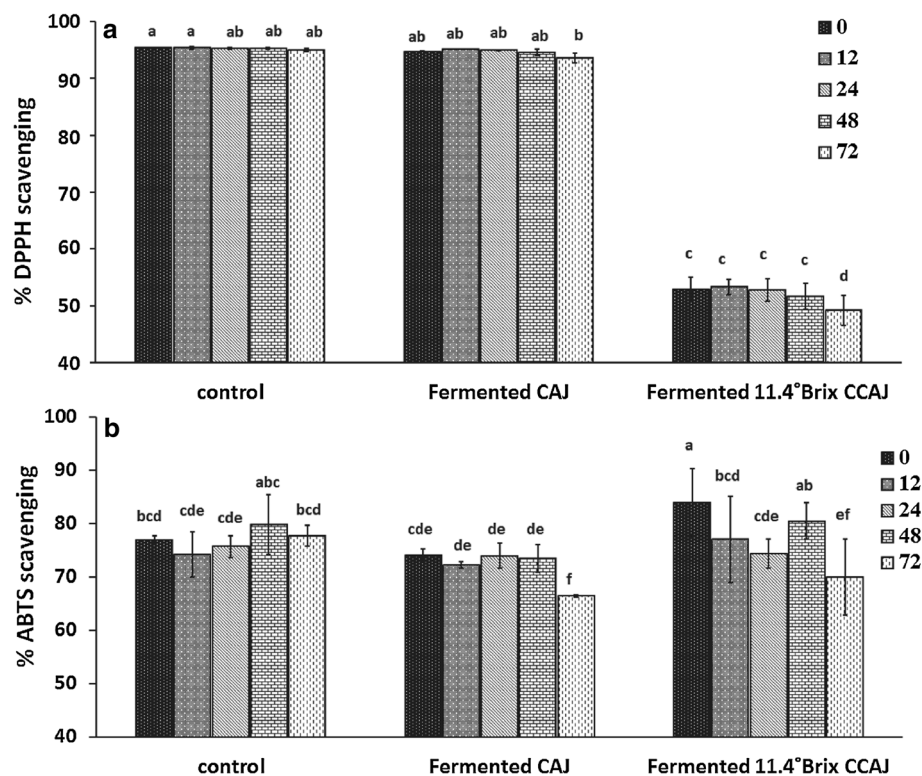 a
% DPPH scavenging
100
90
80
70
60
50
40
a a ab ab ab
ab ab ab ab b
c c c c d
0
12
24
48
72
control Fermented CAJ Fermented 11.4°Brix CCAJ
b
% ABTS scavenging
100
90
80
70
60
50
40
bcd cde cde abc bcd
cde de de de f
a bcd cde ab ef
0
12
24
48
72
control Fermented CAJ Fermented 11.4°Brix CCAJ